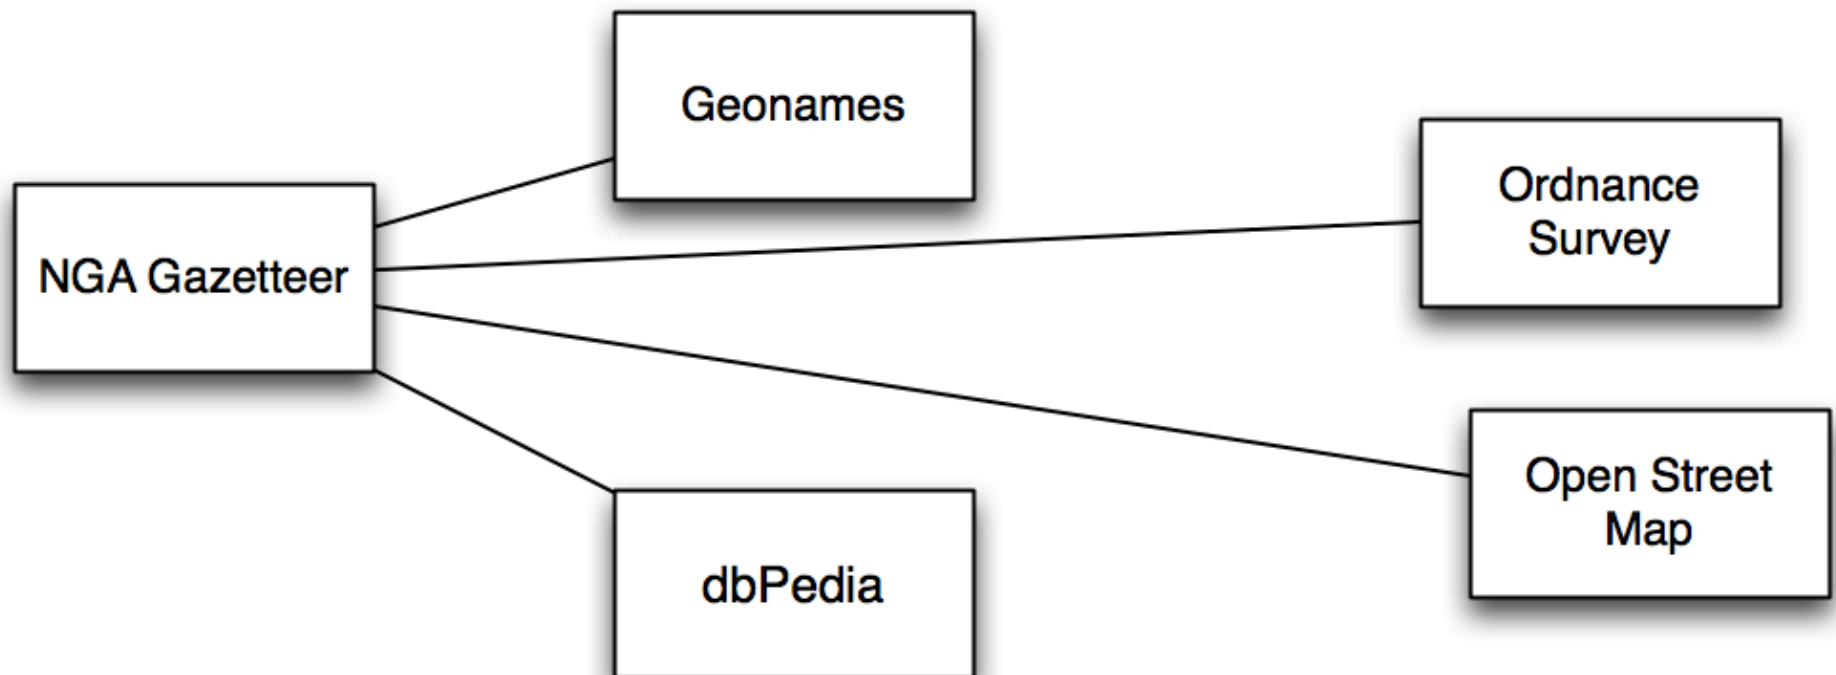 Geonames
Ordnance
Survey
NGA Gazetteer
Open Street
Map
dbPedia